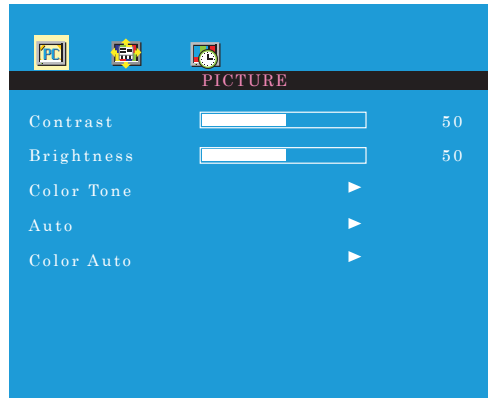 PC
PICTURE
Contrast 50
Brightness 50
Color Tone
Auto
Color Auto